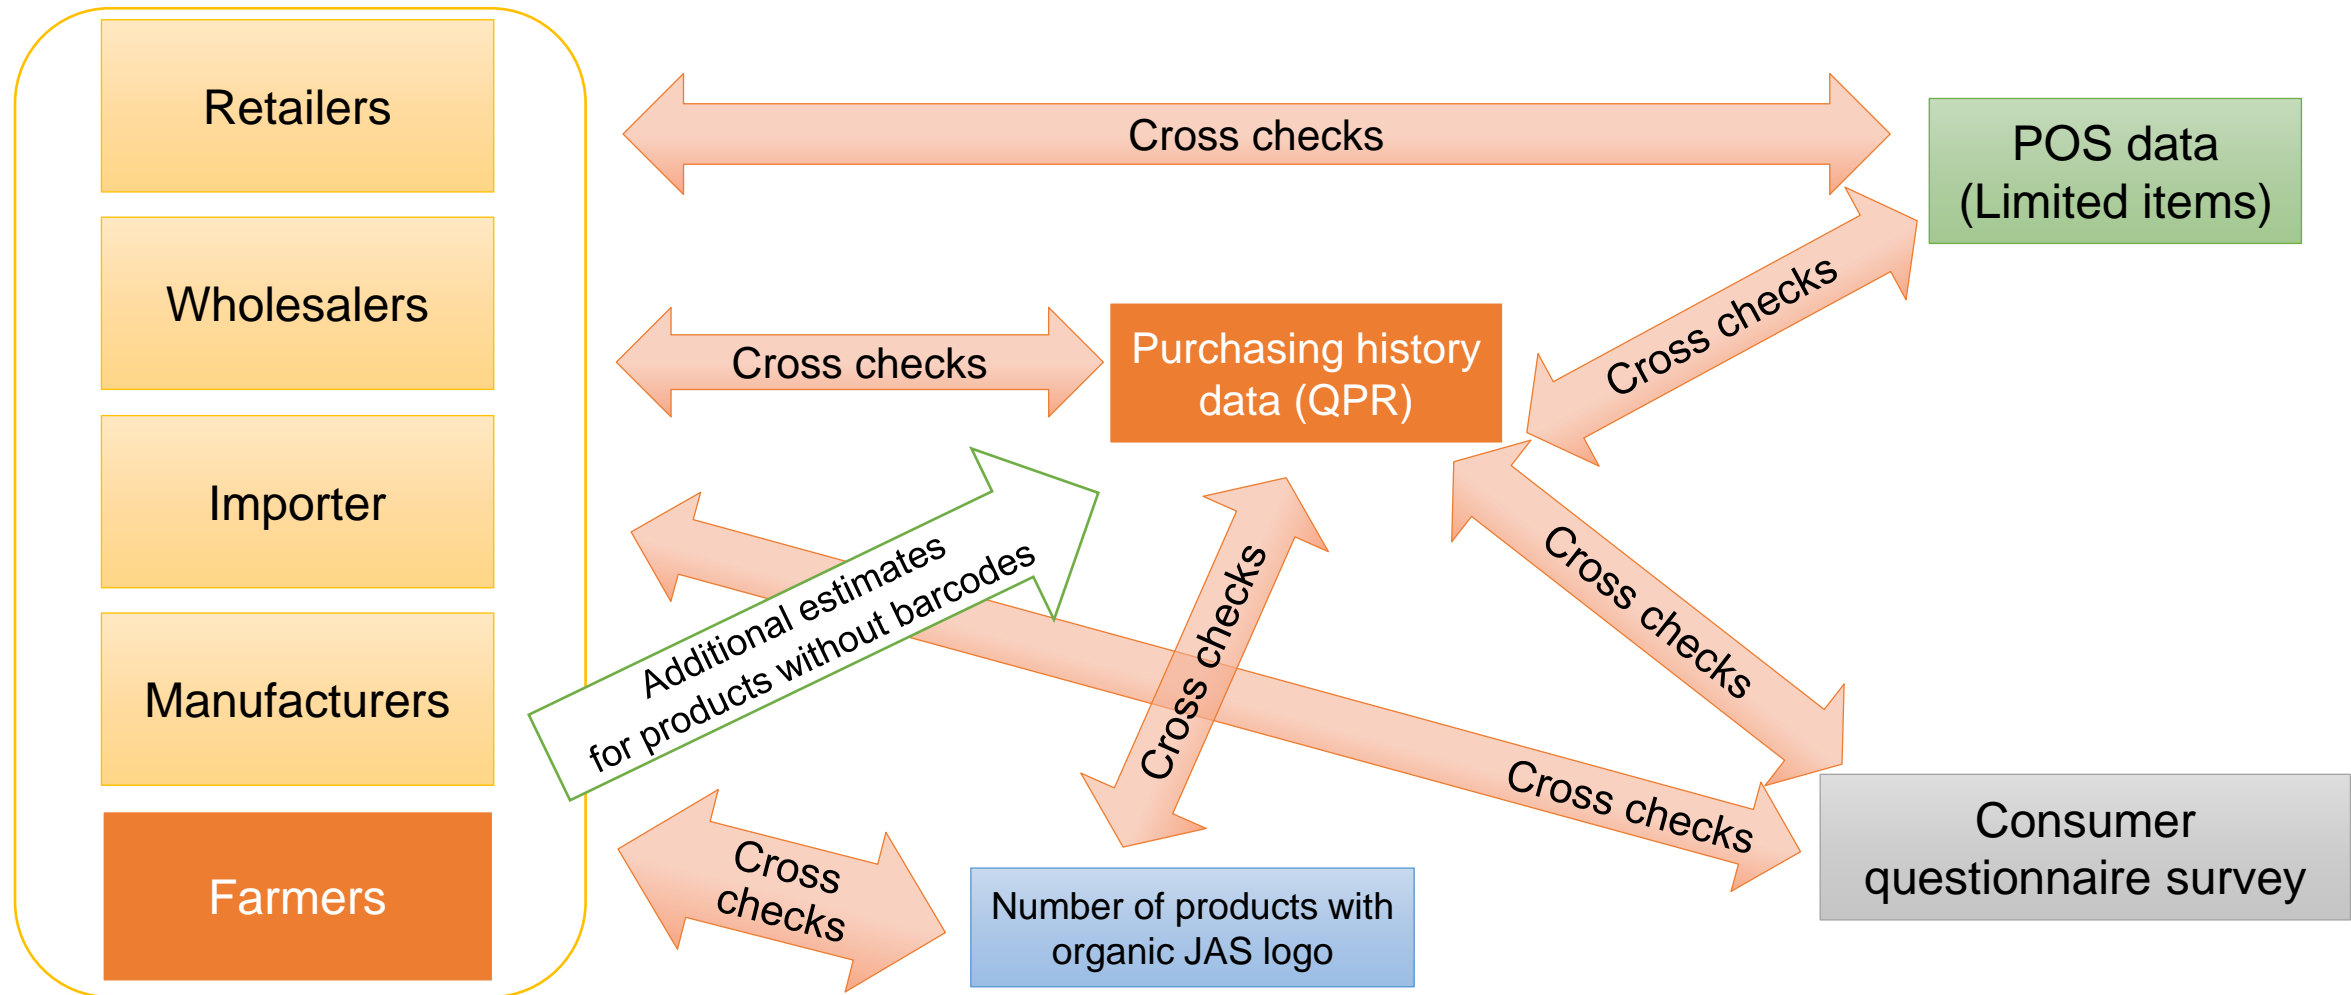 Retailers
Wholesalers
Importer
Manufacturers
Farmers
Cross checks
POS data
(Limited items)
Cross checks
Purchasing history
data (QPR)
Cross checks
Additional estimates
for products without barcodes
Cross checks
Cross checks
Cross checks
Cross
checks
Number of products with
organic JAS logo
Consumer
questionnaire survey